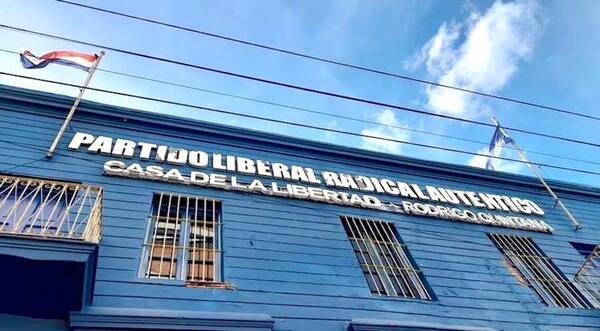 PARTIDO LIBERAL RADICAL AUTENTICO
CASA DE LA LIBERTAD - RODRIGO QUINTANA